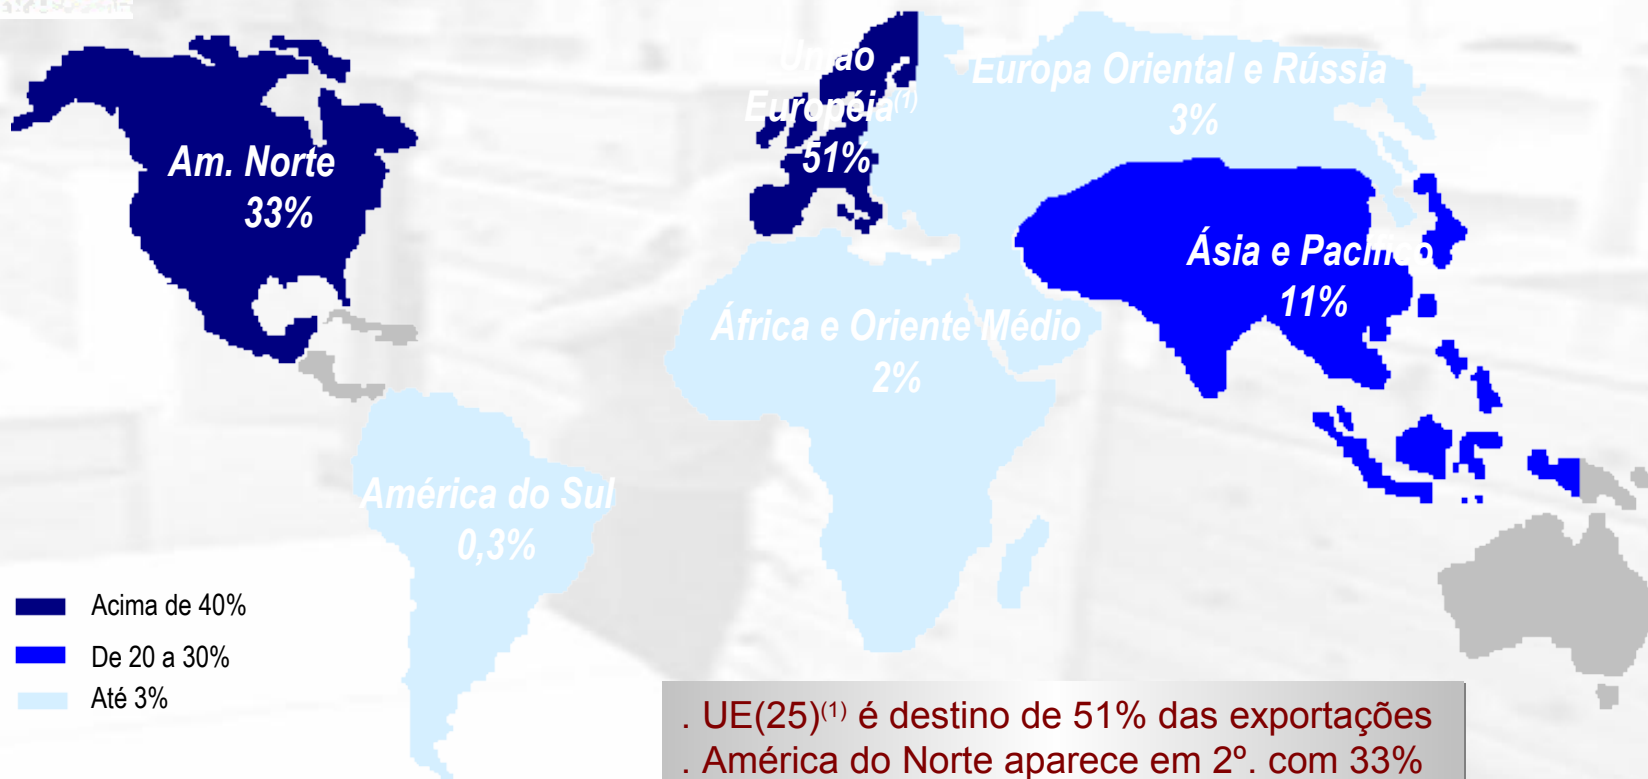 União
Européia(1)
51%
Europa Oriental e Rússia
3%
Am. Norte
33%
Ásia e Pacífico
11%
África e Oriente Médio
2%
América do Sul
0,3%
Acima de 40%
De 20 a 30%
Até 3%
. UE(25)(1) é destino de 51% das exportações
. América do Norte aparece em 2º. com 33%